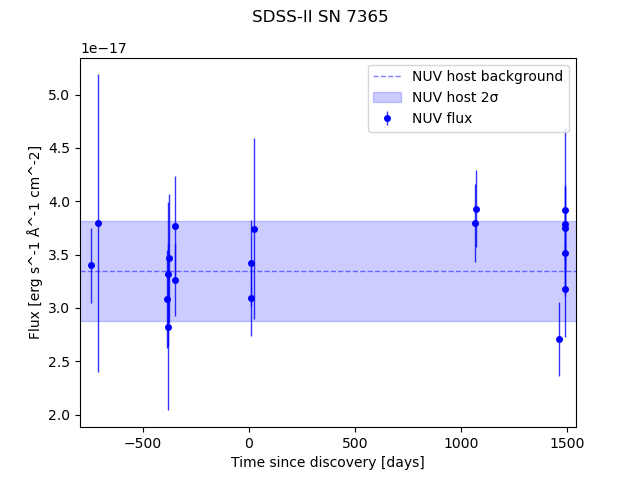 SDSS-II SN 7365
1e−17
NUV host background
NUV host 2σ
NUV flux
5.0
4.5
4.0
3.5
3.0
2.5
2.0
Flux [erg s^-1 Å^-1 cm^-2]
−500
0
500
1000
1500
Time since discovery [days]